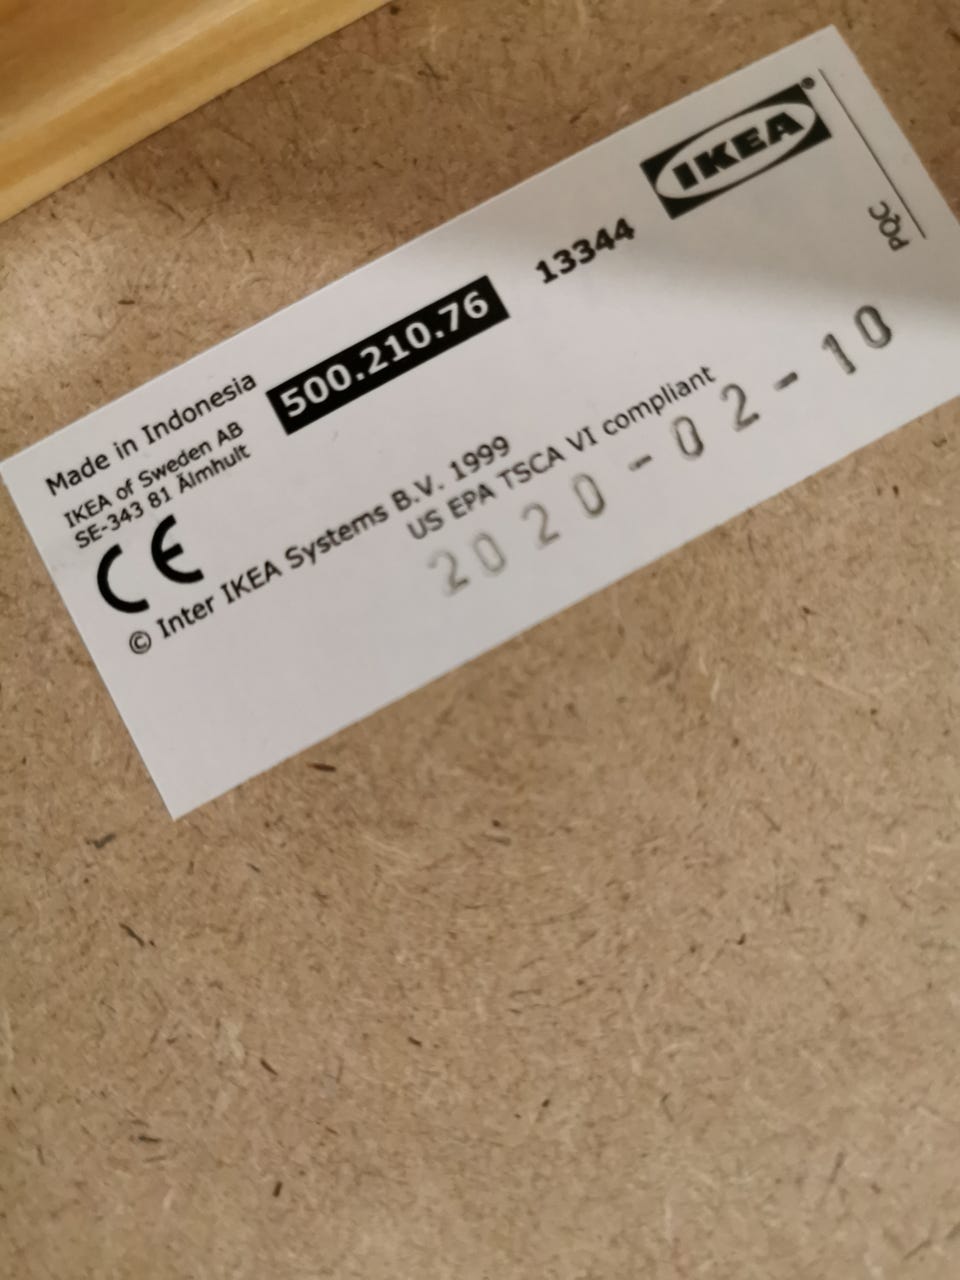 IKEA®
PQC
Made in Indonesia 500.210.76 13344
IKEA of Sweden AB
SE-343 81 Älmhult
CE
© Inter IKEA Systems B.V. 1999
US EPA TSCA VI compliant
2020-02-10